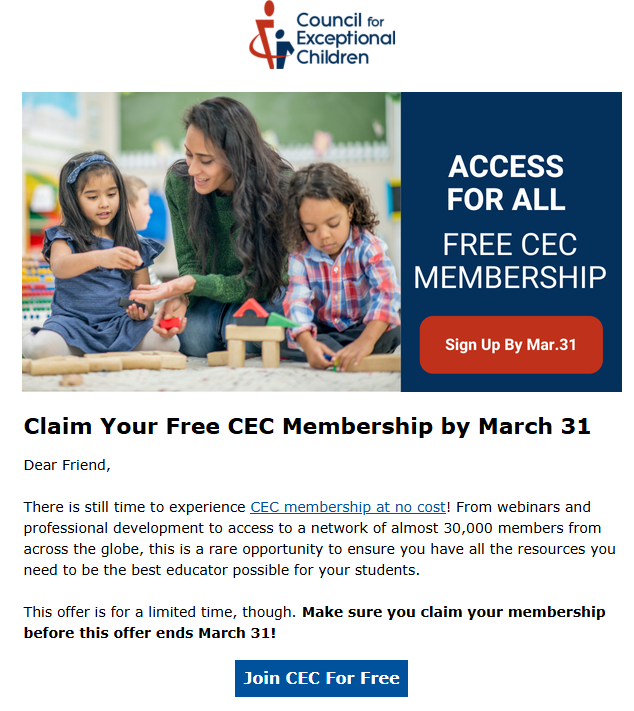 Council for
Exceptional
Children
ACCESS
FOR ALL
FREE CEC
MEMBERSHIP
Sign Up By Mar.31
Claim Your Free CEC Membership by March 31
Dear Friend,
There is still time to experience CEC membership at no cost! From webinars and
professional development to access to a network of almost 30,000 members from
across the globe, this is a rare opportunity to ensure you have all the resources you
need to be the best educator possible for your students.
This offer is for a limited time, though. Make sure you claim your membership
before this offer ends March 31!
Join CEC For Free